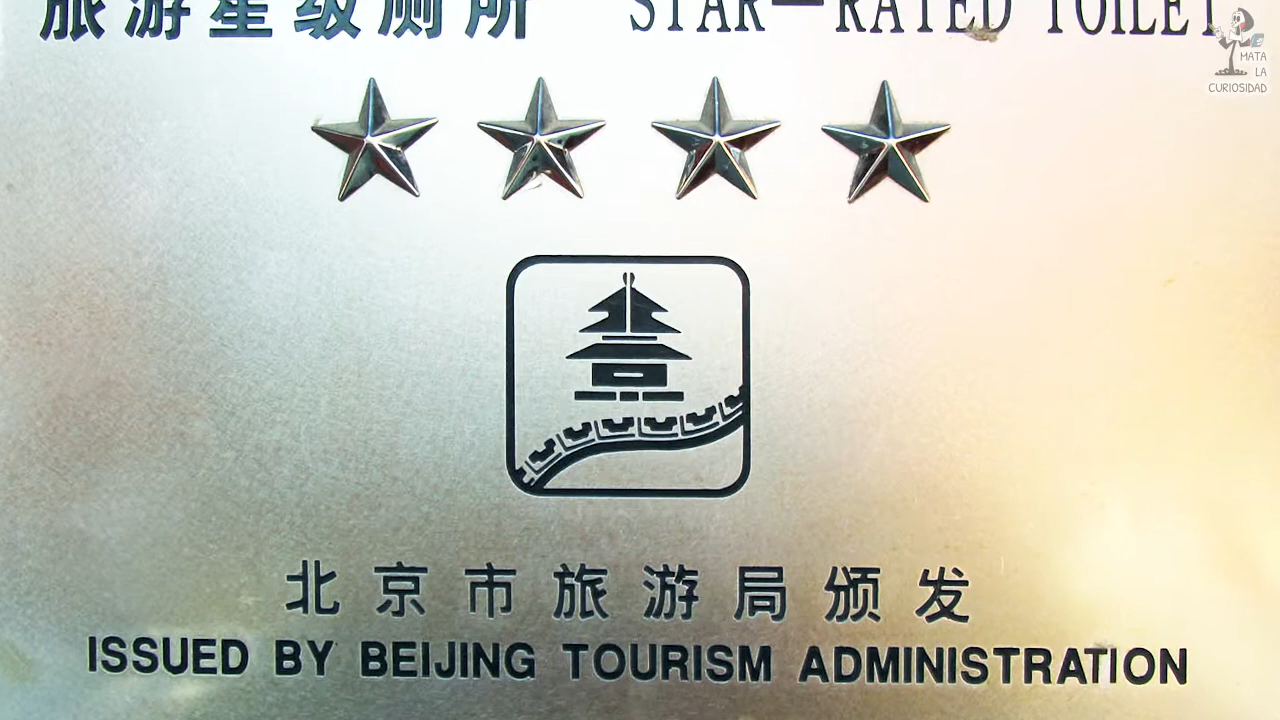 旅游星级厕所 STAR—RATED TOILET
MATA
LA
CURIOSIDAD
北京市旅游局颁发
ISSUED BY BEIJING TOURISM ADMINISTRATION